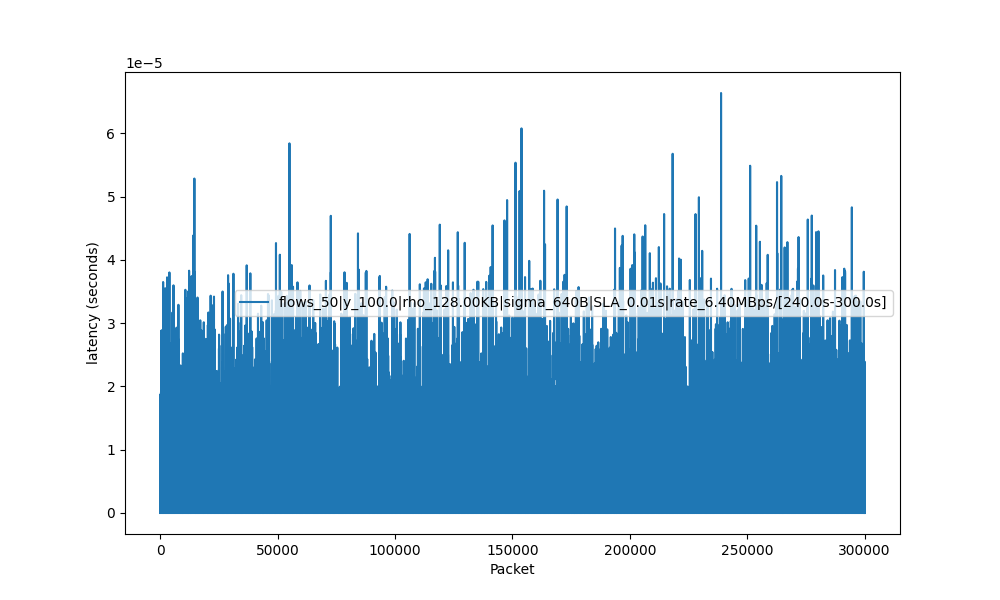 1e−5
6
5
4
3
2
1
0
latency (seconds)
flows_50|y_100.0|rho_128.00KB|sigma_640B|SLA_0.01s|rate_6.40MBps/[240.0s-300.0s]
0 50000 100000 150000 200000 250000 300000
Packet